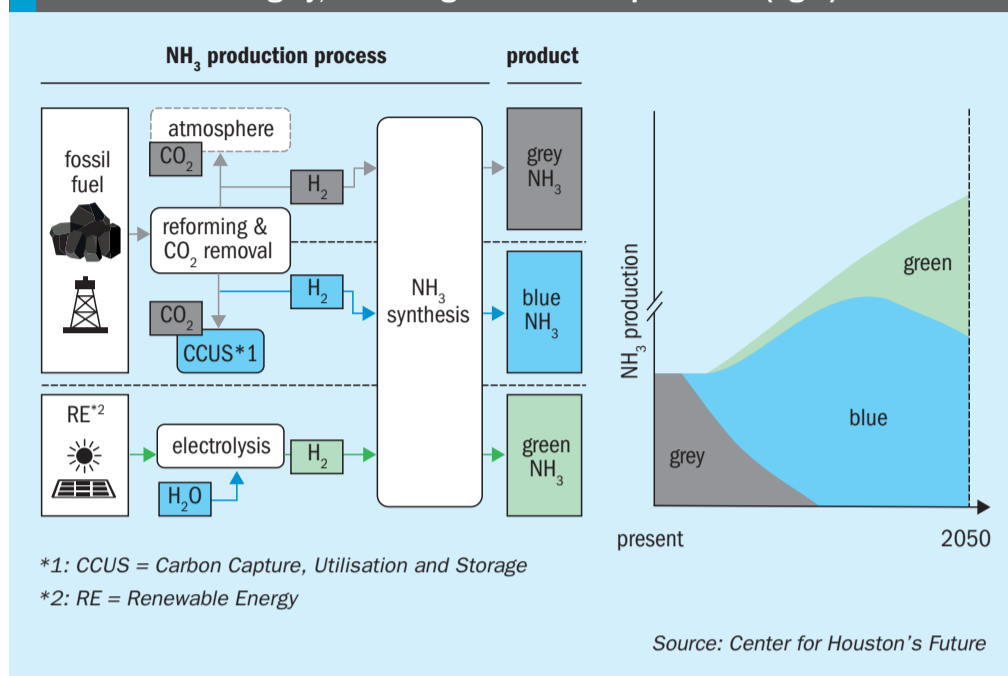 NH₃ production process
product
atmosphere
CO₂
fossil
fuel
H₂
grey
NH₃
reforming &
CO₂ removal
H₂
NH₃
synthesis
blue
NH₃
CO₂
CCUS*1
RE*²
electrolysis
H₂
green
NH₃
H₂O
NH₃ production
green
blue
grey
present
2050
*1: CCUS = Carbon Capture, Utilisation and Storage
*2: RE = Renewable Energy
Source: Center for Houston's Future